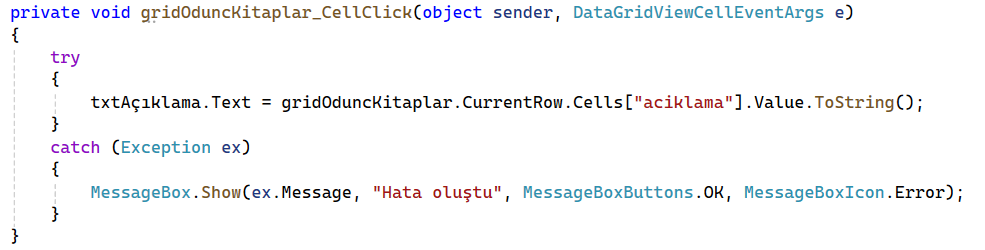 private void gridOduncKitaplar_CellClick(object sender, DataGridViewCellEventArgs e)
{
    try
    {
        txtAçıklama.Text = gridOduncKitaplar.CurrentRow.Cells["aciklama"].Value.ToString();
    }
    catch (Exception ex)
    {
        MessageBox.Show(ex.Message, "Hata oluştu", MessageBoxButtons.OK, MessageBoxIcon.Error);
    }
}